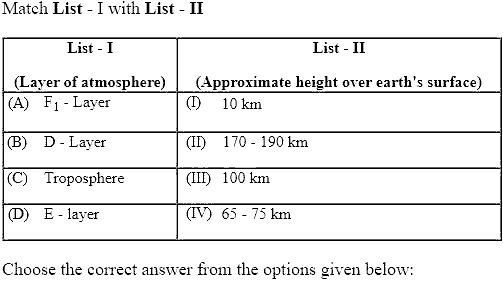 Match List - I with List - II
List - I List - II
(Layer of atmosphere) (Approximate height over earth's surface)
(A) F1 - Layer (I) 10 km
(B) D - Layer (II) 170 - 190 km
(C) Troposphere (III) 100 km
(D) E - layer (IV) 65 - 75 km
Choose the correct answer from the options given below: